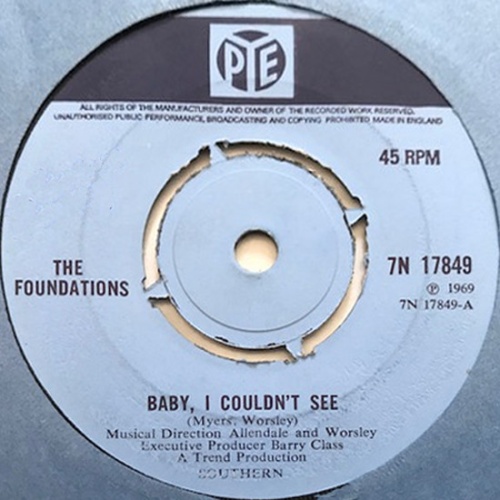 PYE
ALL RIGHTS OF THE MANUFACTURERS AND OWNER OF THE RECORDED WORK RESERVED.
UNAUTHORISED PUBLIC PERFORMANCE, BROADCASTING AND COPYING PROHIBITED. MADE IN ENGLAND
45 RPM
THE
FOUNDATIONS
7N 17849
℗ 1969
7N 17849-A
BABY, I COULDN'T SEE
(Myers, Worsley)
Musical Direction Allendale and Worsley
Executive Producer Barry Class
A Trend Production
SOUTHERN